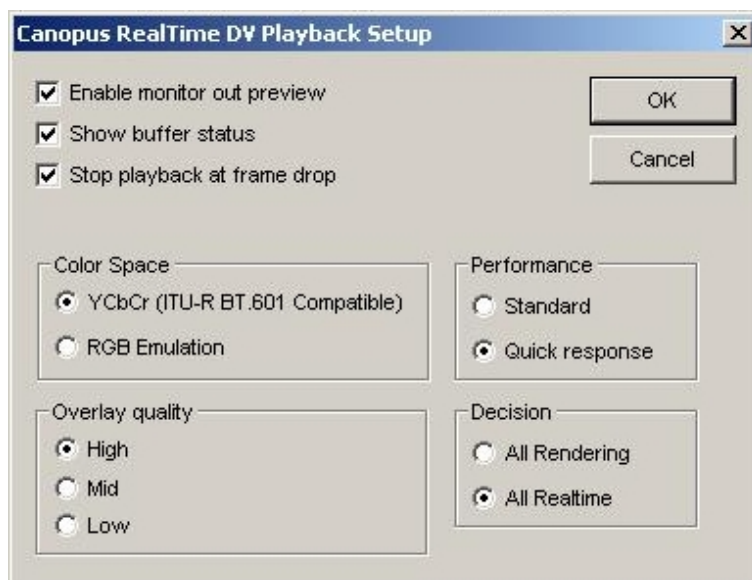 Canopus RealTime DV Playback Setup
Enable monitor out preview
Show buffer status
Stop playback at frame drop
OK
Cancel
Color Space
YCbCr (ITU-R BT.601 Compatible)
RGB Emulation
Performance
Standard
Quick response
Overlay quality
High
Mid
Low
Decision
All Rendering
All Realtime